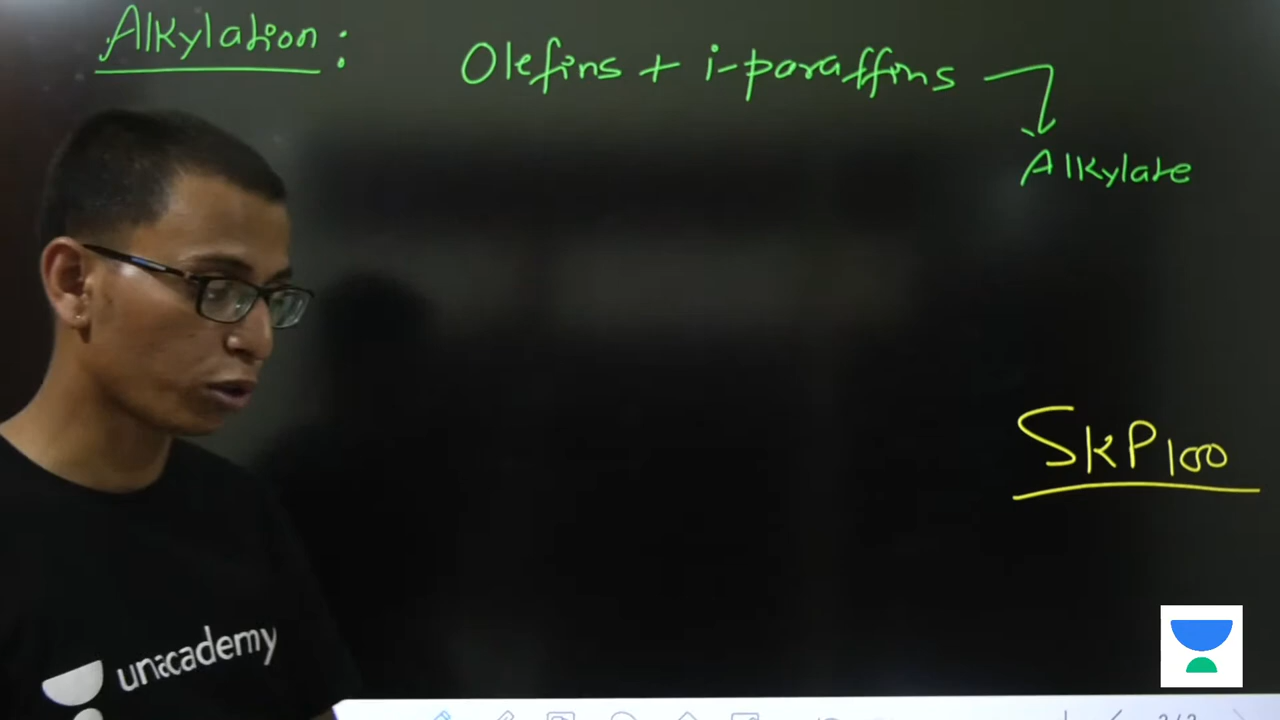 Alkylation :
Olefins + i-paraffins
Alkylate
SKP100
unacademy